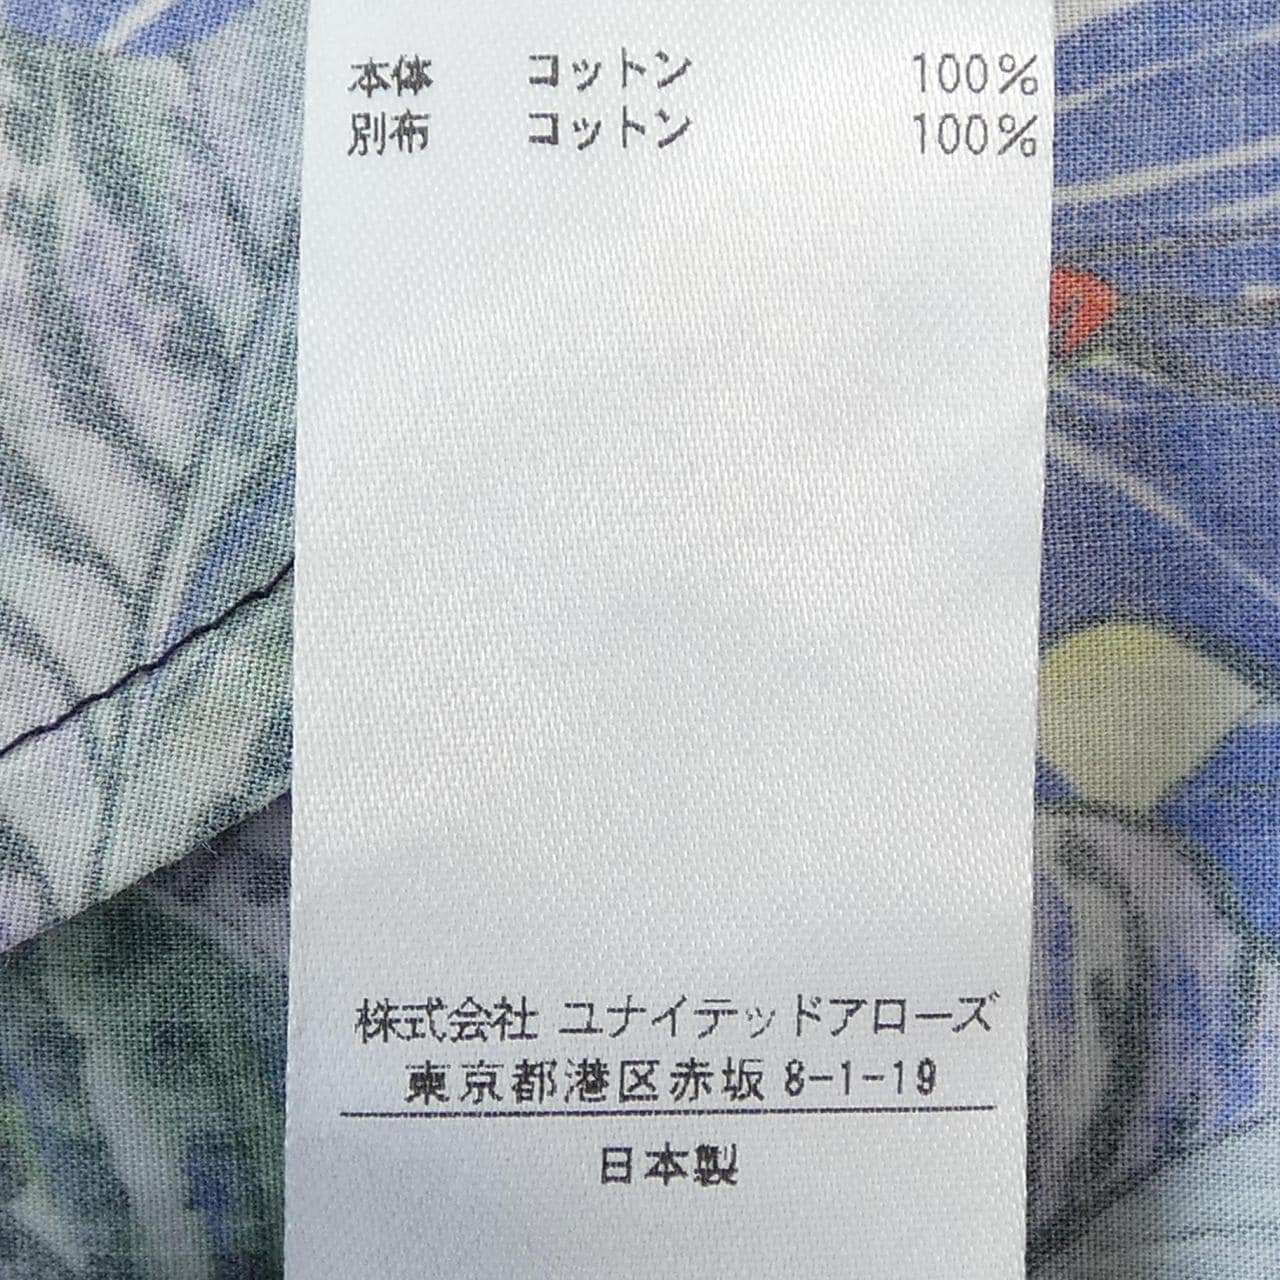 本体 コットン 100%
別布 コットン 100%
株式会社 ユナイテッドアローズ
東京都港区赤坂 8-1-19
日本製